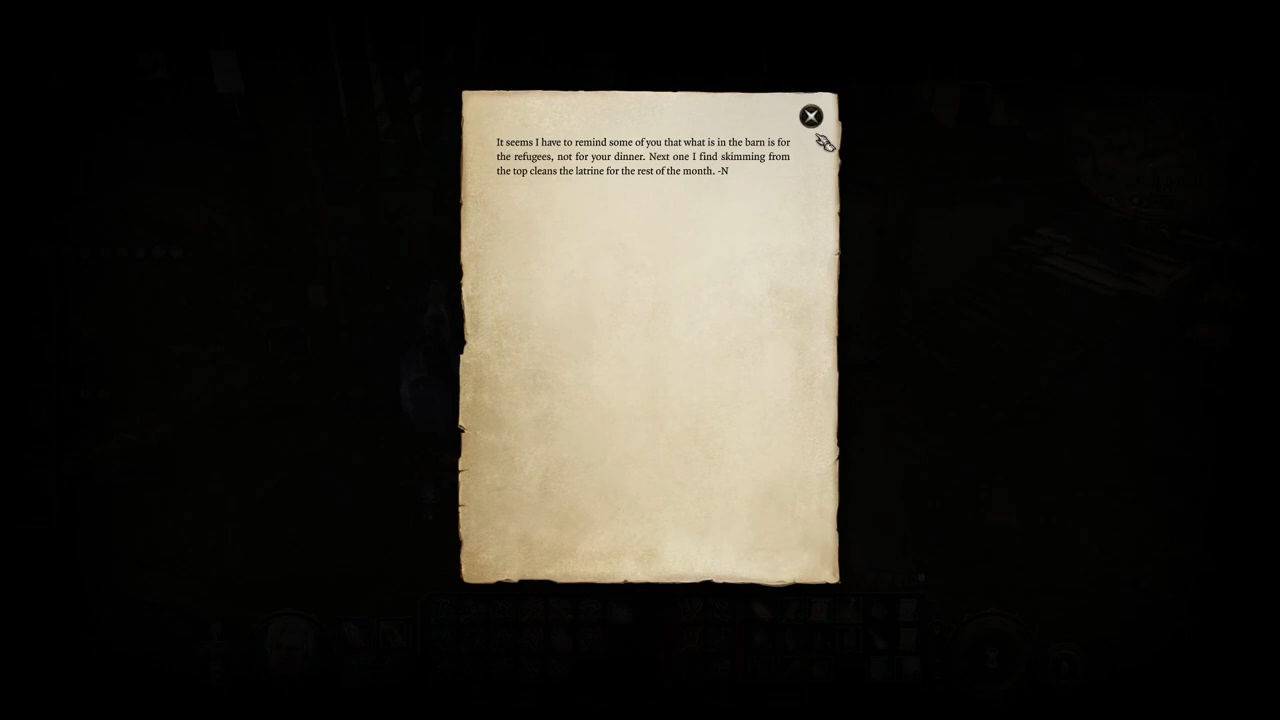 It seems I have to remind some of you that what is in the barn is for
the refugees, not for your dinner. Next one I find skimming from
the top cleans the latrine for the rest of the month. -N